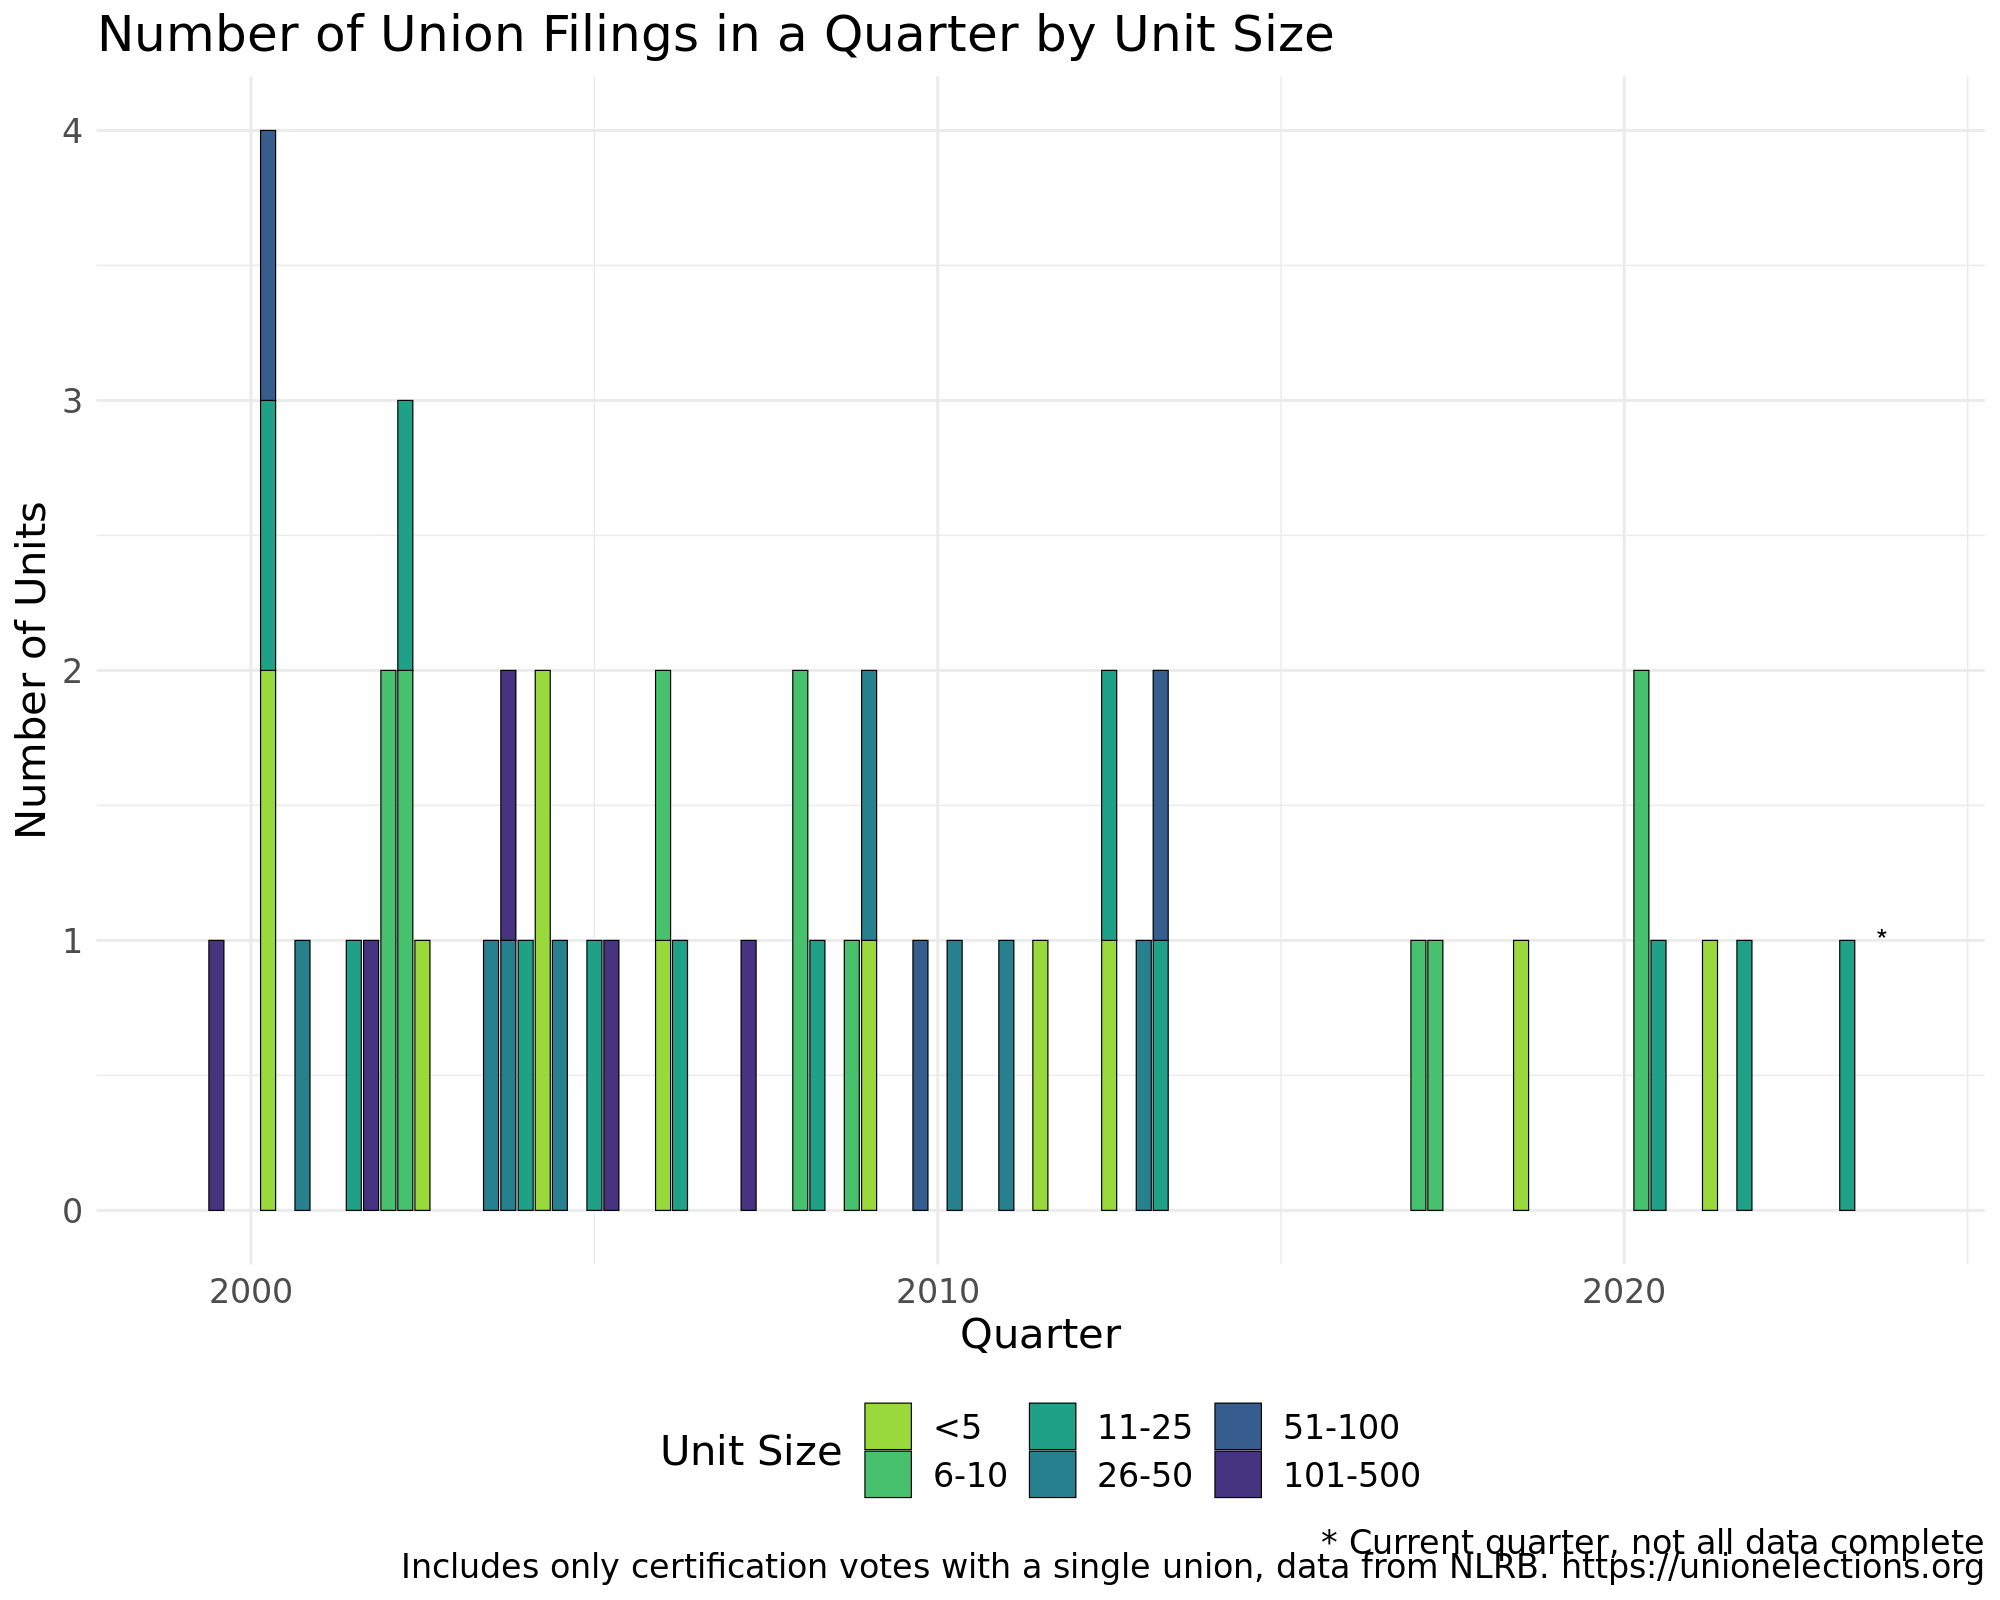 Number of Union Filings in a Quarter by Unit Size
Number of Units
4
3
2
1
0
*
2000 2010 2020
Quarter
Unit Size
<5 11-25 51-100
6-10 26-50 101-500
* Current quarter, not all data complete
Includes only certification votes with a single union, data from NLRB. https://unionelections.org